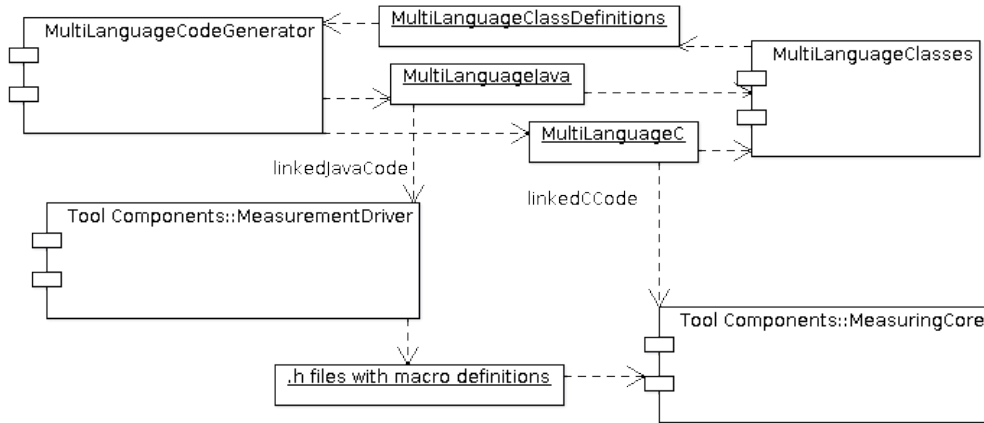 MultiLanguageClassDefinitions
MultiLanguageCodeGenerator
MultiLanguageClasses
MultiLanguageJava
MultiLanguageC
linkedJavaCode
linkedCCode
Tool Components::MeasurementDriver
Tool Components::MeasuringCore
.h files with macro definitions